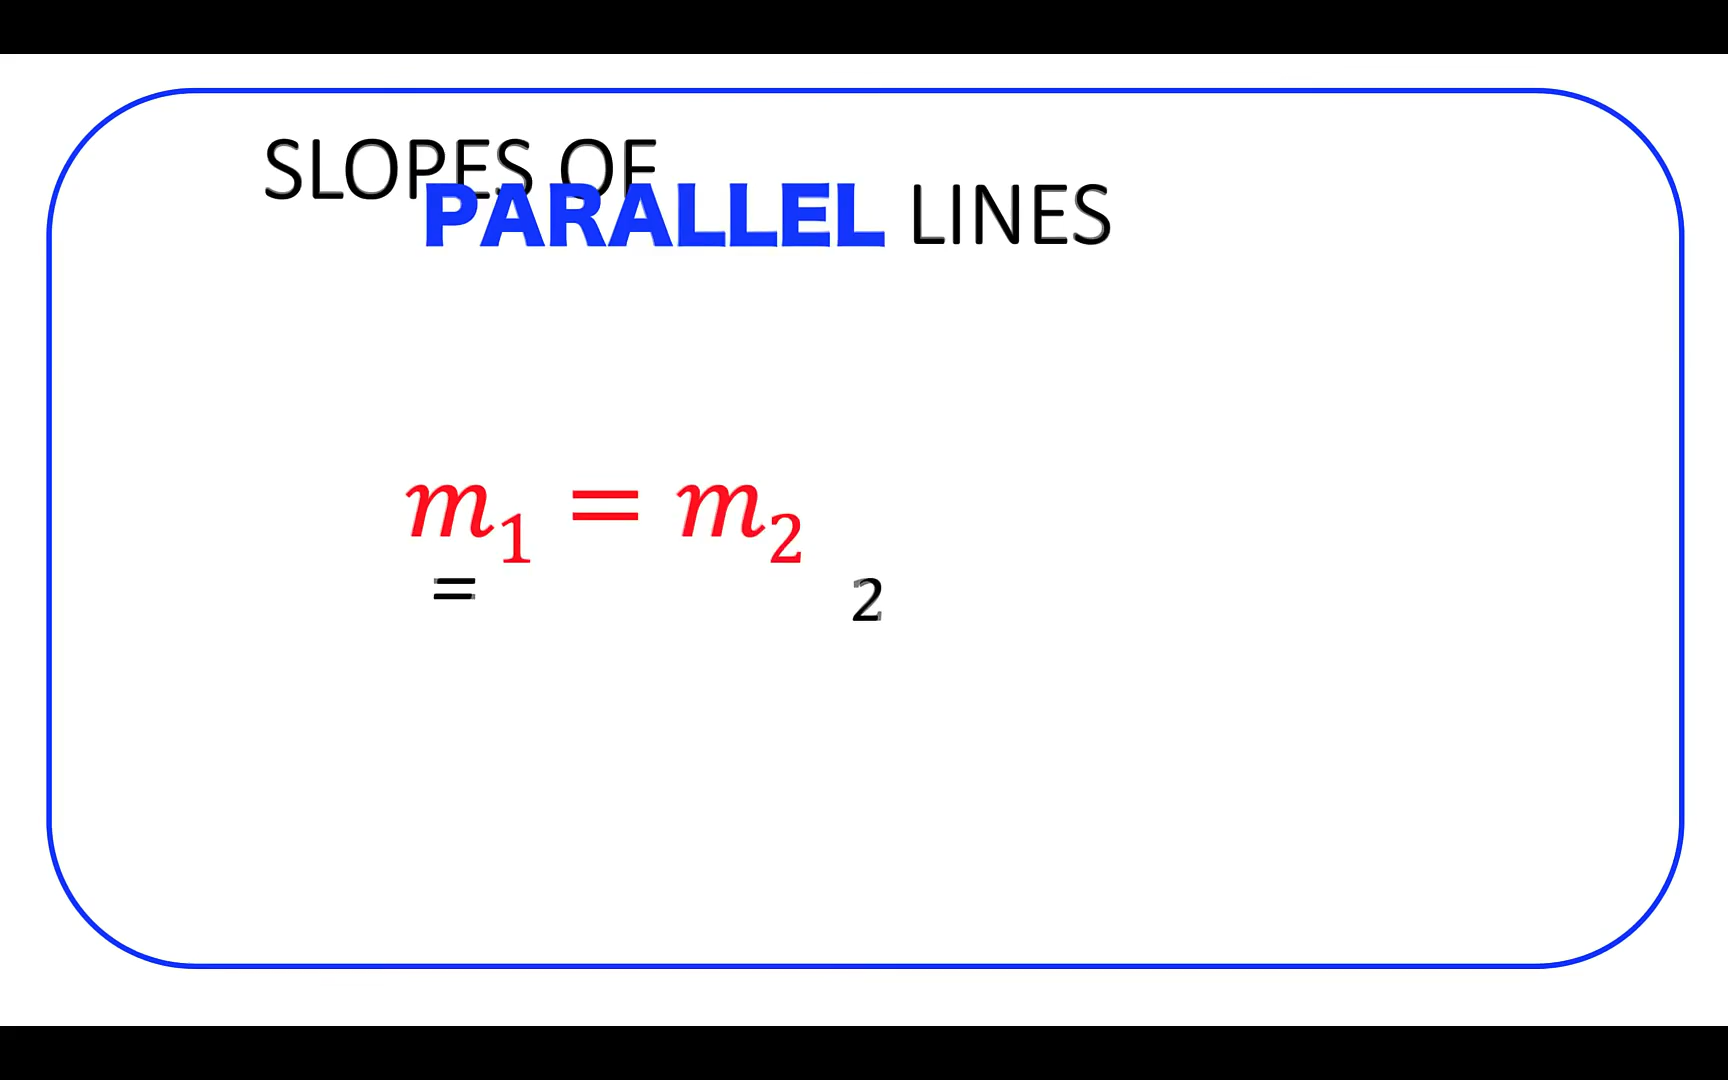 SLOPES OF
PARALLEL LINES
m₁ = m₂
= 2